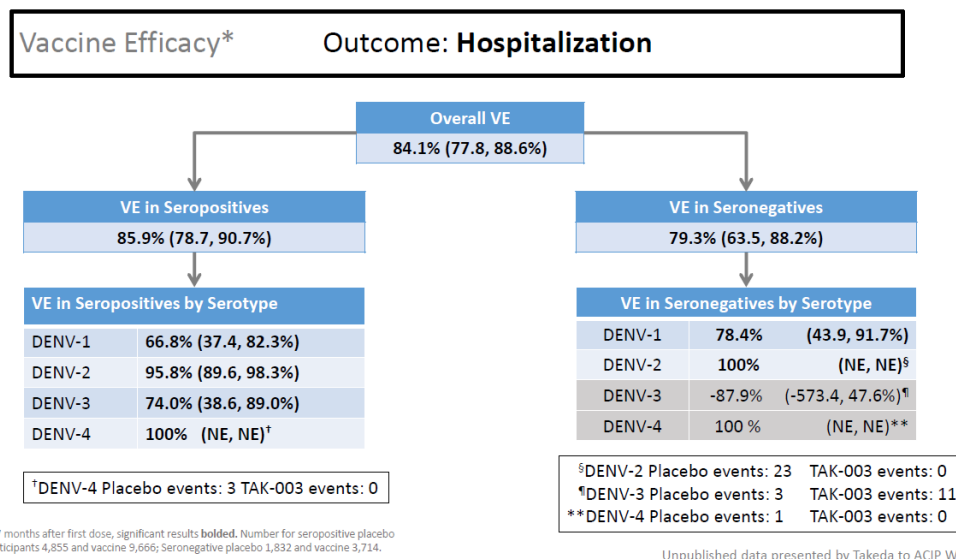 Vaccine Efficacy* Outcome: Hospitalization
Overall VE
84.1% (77.8, 88.6%)
VE in Seropositives
85.9% (78.7, 90.7%)
VE in Seronegatives
79.3% (63.5, 88.2%)
VE in Seropositives by Serotype
DENV-1 66.8% (37.4, 82.3%)
DENV-2 95.8% (89.6, 98.3%)
DENV-3 74.0% (38.6, 89.0%)
DENV-4 100% (NE, NE)†
VE in Seronegatives by Serotype
DENV-1 78.4% (43.9, 91.7%)
DENV-2 100% (NE, NE)§
DENV-3 -87.9% (-573.4, 47.6%)¶
DENV-4 100 % (NE, NE)**
†DENV-4 Placebo events: 3 TAK-003 events: 0
§DENV-2 Placebo events: 23 TAK-003 events: 0
¶DENV-3 Placebo events: 3 TAK-003 events: 11
**DENV-4 Placebo events: 1 TAK-003 events: 0
months after first dose, significant results bolded. Number for seropositive placebo
ticipants 4,855 and vaccine 9,666; Seronegative placebo 1,832 and vaccine 3,714.
Unpublished data presented by Takeda to ACIP W